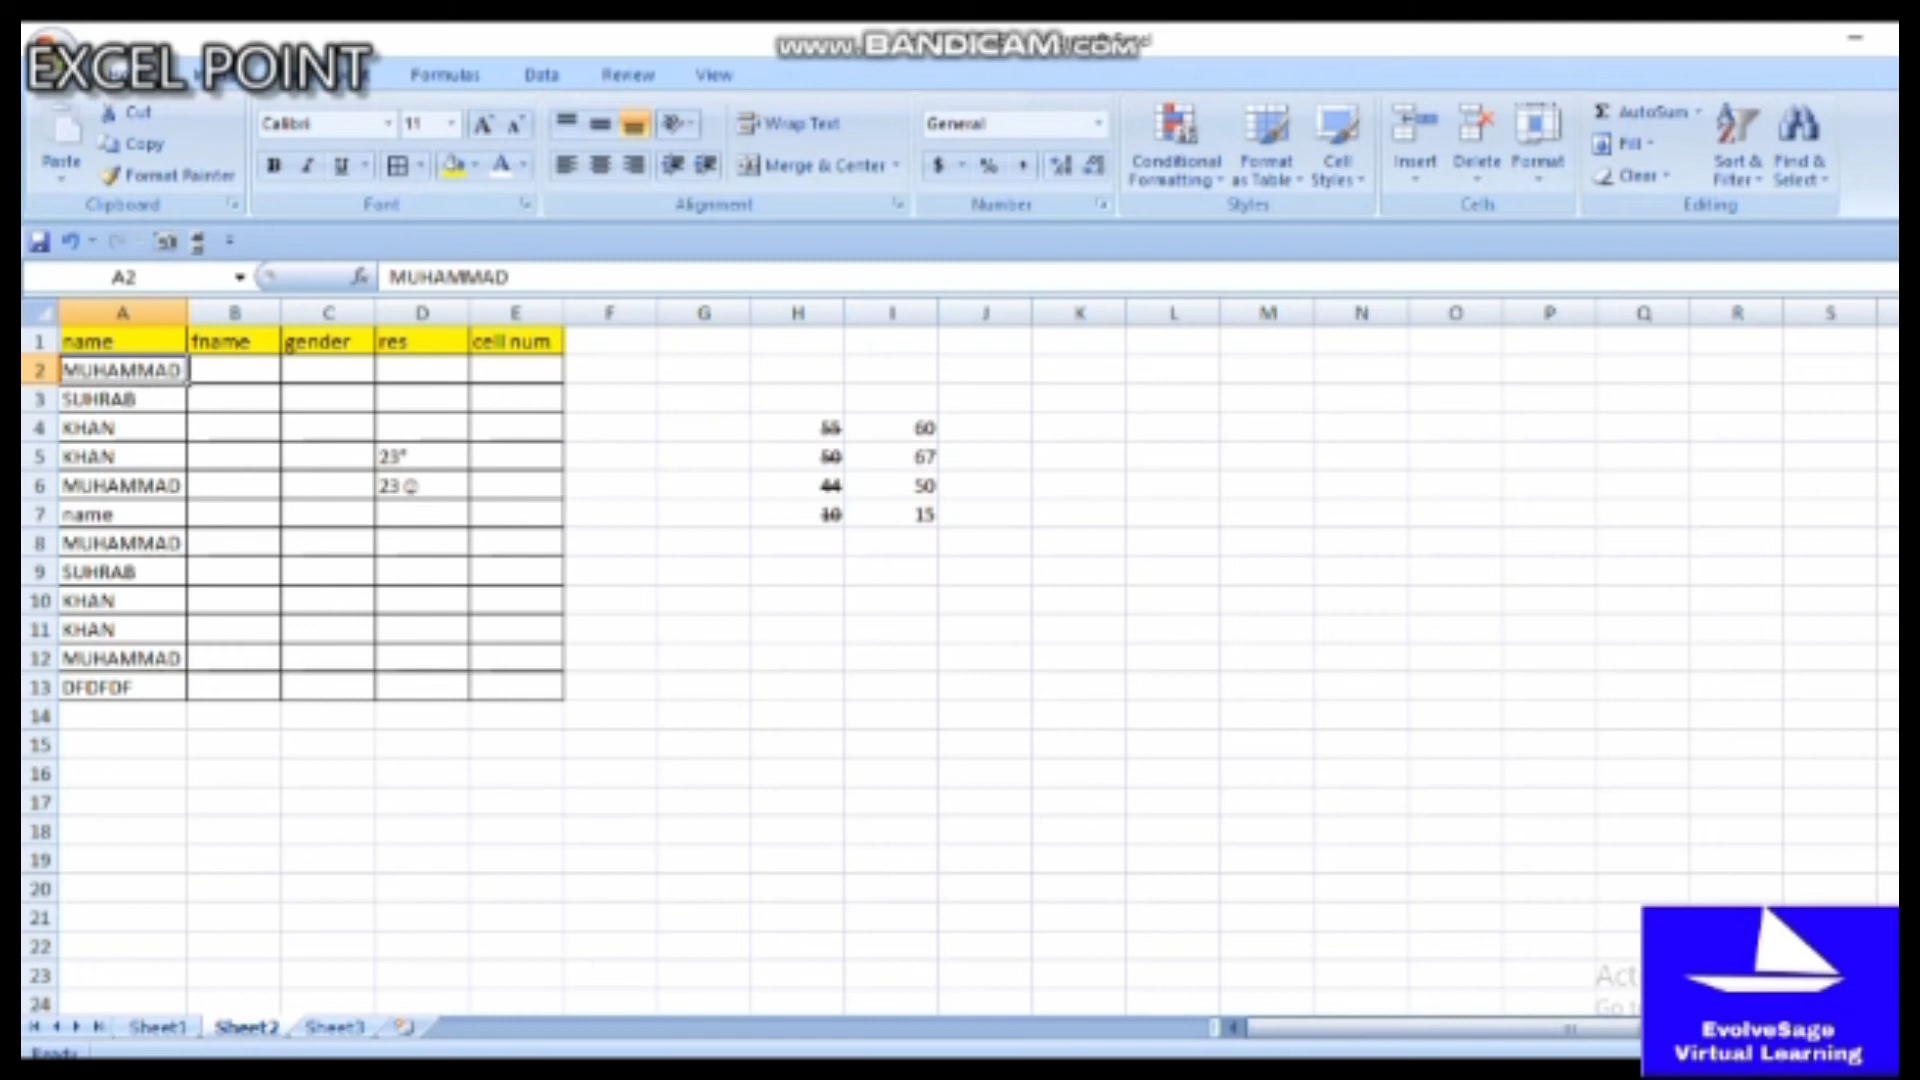 EXCEL POINT
www.BANDICAM.com
Formulas Data Review View
Cut
Copy
Format Painter
Paste
Clipboard
Calibri 11
B I U A
Font
Wrap Text
Merge & Center
Alignment
General
$ %
Number
Conditional Formatting
Format as Table
Cell Styles
Styles
Insert Delete Format
Cells
Σ AutoSum
Fill
Clear
Sort & Filter
Find & Select
Editing
A2 fx MUHAMMAD
A B C D E F G H I J K L M N O P Q R S
1 name fname gender res cell num
2 MUHAMMAD
3 SUHRAB
4 KHAN 55 60
5 KHAN 23° 50 67
6 MUHAMMAD 23☺ 44 50
7 name 10 15
8 MUHAMMAD
9 SUHRAB
10 KHAN
11 KHAN
12 MUHAMMAD
13 DFDFDF
14
15
16
17
18
19
20
21
22
23
24
Sheet1 Sheet2 Sheet3
Ready
EvolveSage
Virtual Learning